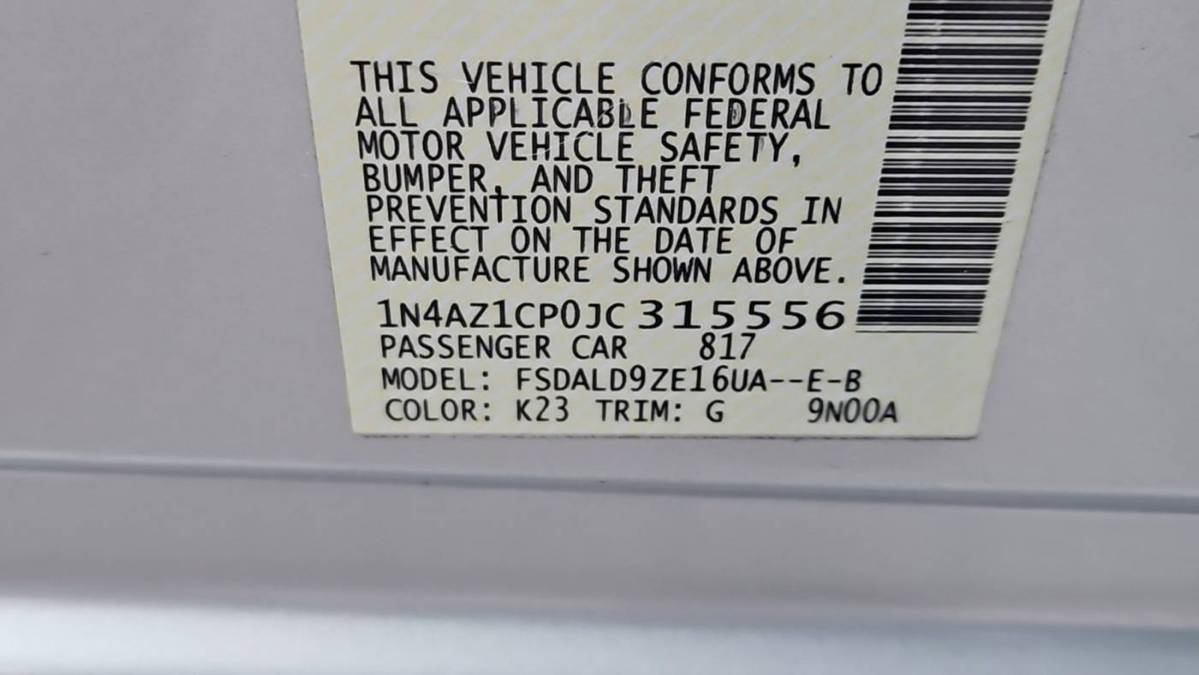 THIS VEHICLE CONFORMS TO
ALL APPLICABLE FEDERAL
MOTOR VEHICLE SAFETY,
BUMPER, AND THEFT
PREVENTION STANDARDS IN
EFFECT ON THE DATE OF
MANUFACTURE SHOWN ABOVE.
1N4AZ1CP0JC315556
PASSENGER CAR 817
MODEL: FSDALD9ZE16UA--E-B
COLOR: K23 TRIM: G 9N00A